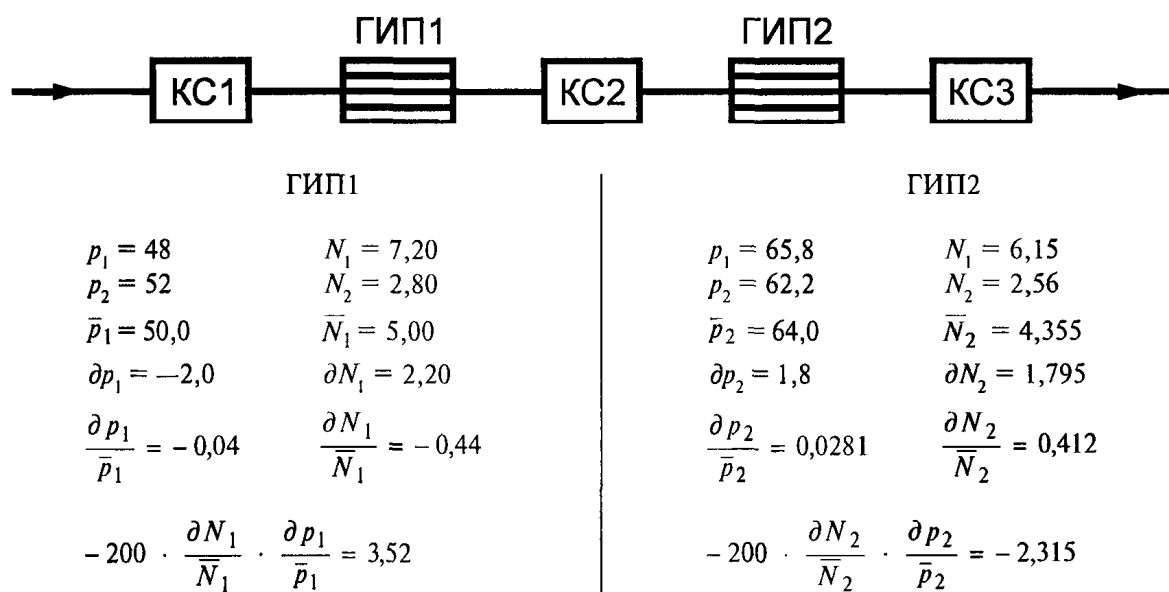 ГИП1 ГИП2
КС1 КС2 КС3
ГИП1
p₁ = 48 N₁ = 7,20
p₂ = 52 N₂ = 2,80
p̄₁ = 50,0 N̄₁ = 5,00
∂p₁ = —2,0 ∂N₁ = 2,20
∂p₁/p̄₁ = − 0,04 ∂N₁/N̄₁ = − 0,44
− 200 · ∂N₁/N̄₁ · ∂p₁/p̄₁ = 3,52
ГИП2
p₁ = 65,8 N₁ = 6,15
p₂ = 62,2 N₂ = 2,56
p̄₂ = 64,0 N̄₂ = 4,355
∂p₂ = 1,8 ∂N₂ = 1,795
∂p₂/p̄₂ = 0,0281 ∂N₂/N̄₂ = 0,412
− 200 · ∂N₂/N̄₂ · ∂p₂/p̄₂ = − 2,315